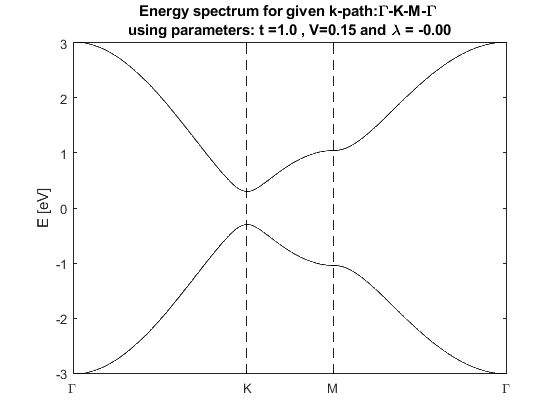 Energy spectrum for given k-path:Γ-K-M-Γ
using parameters: t =1.0 , V=0.15 and λ = -0.00
3
2
1
0
-1
-2
-3
E [eV]
Γ
K
M
Γ